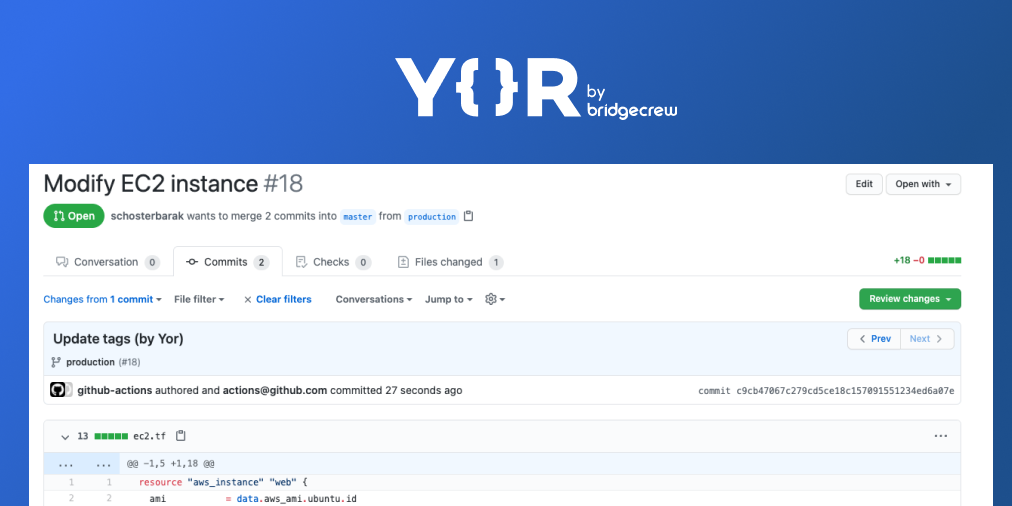 Y{ }R by
bridgecrew
Modify EC2 instance #18
Edit
Open with
Open
schosterbarak wants to merge 2 commits into master from production
Conversation 0
Commits 2
Checks 0
Files changed 1
+18 −0
Changes from 1 commit
File filter
× Clear filters
Conversations
Jump to
Review changes
Update tags (by Yor)
Prev
Next
production (#18)
github-actions authored and actions@github.com committed 27 seconds ago
commit c9cb47067c279cd5ce18c157091551234ed6a07e
13 ec2.tf
...
... ... @@ -1,5 +1,18 @@
1 1 resource "aws_instance" "web" {
2 2 ami = data.aws_ami.ubuntu.id